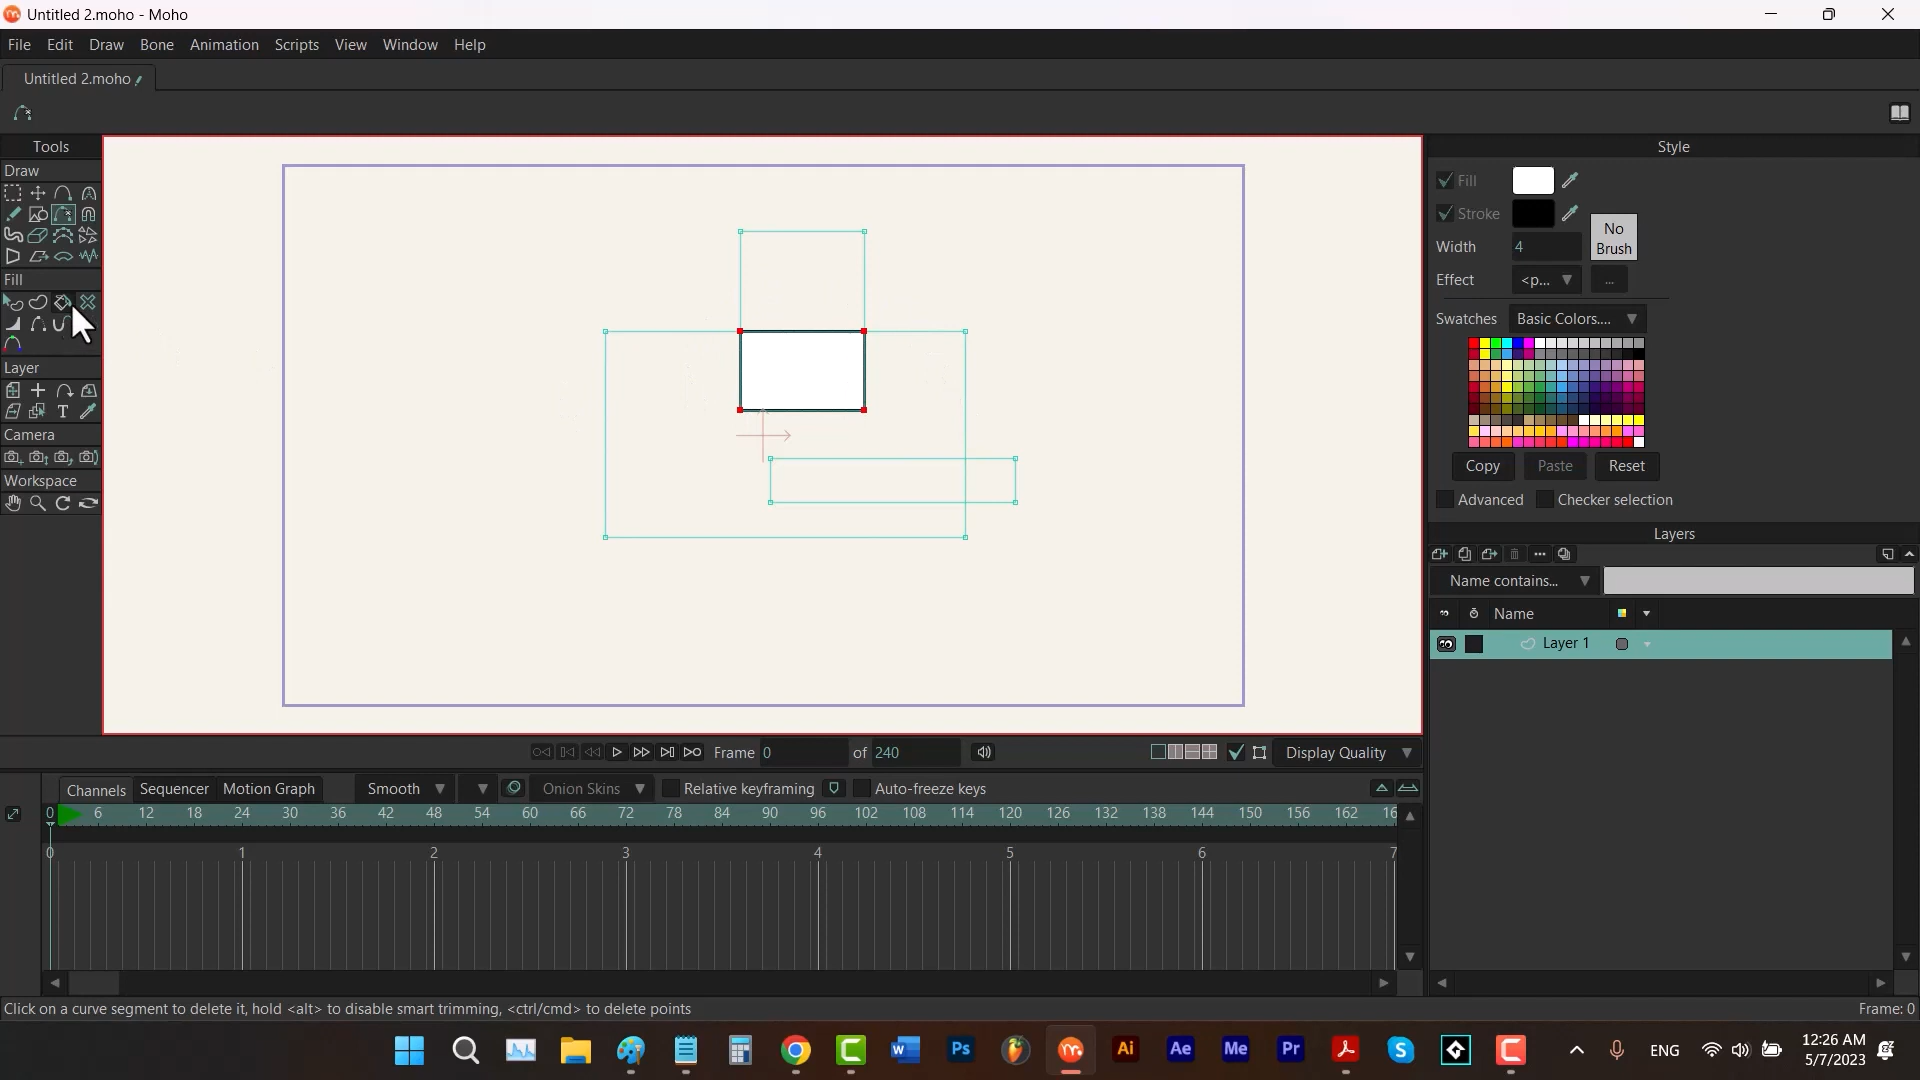 Untitled 2.moho - Moho
File Edit Draw Bone Animation Scripts View Window Help
Untitled 2.moho
Tools
Draw
Fill
Layer
Camera
Workspace
Style
Fill
Stroke
No Brush
Width 4
Effect <p... ...
Swatches Basic Colors....
Copy Paste Reset
Advanced Checker selection
Layers
Name contains...
Name
Layer 1
Frame 0 of 240 Display Quality
Channels Sequencer Motion Graph Smooth Onion Skins Relative keyframing Auto-freeze keys
0 6 12 18 24 30 36 42 48 54 60 66 72 78 84 90 96 102 108 114 120 126 132 138 144 150 156 162 16
0 1 2 3 4 5 6 7
Click on a curve segment to delete it, hold <alt> to disable smart trimming, <ctrl/cmd> to delete points Frame: 0
W Ps Ai Ae Me Pr S
ENG
12:26 AM
5/7/2023